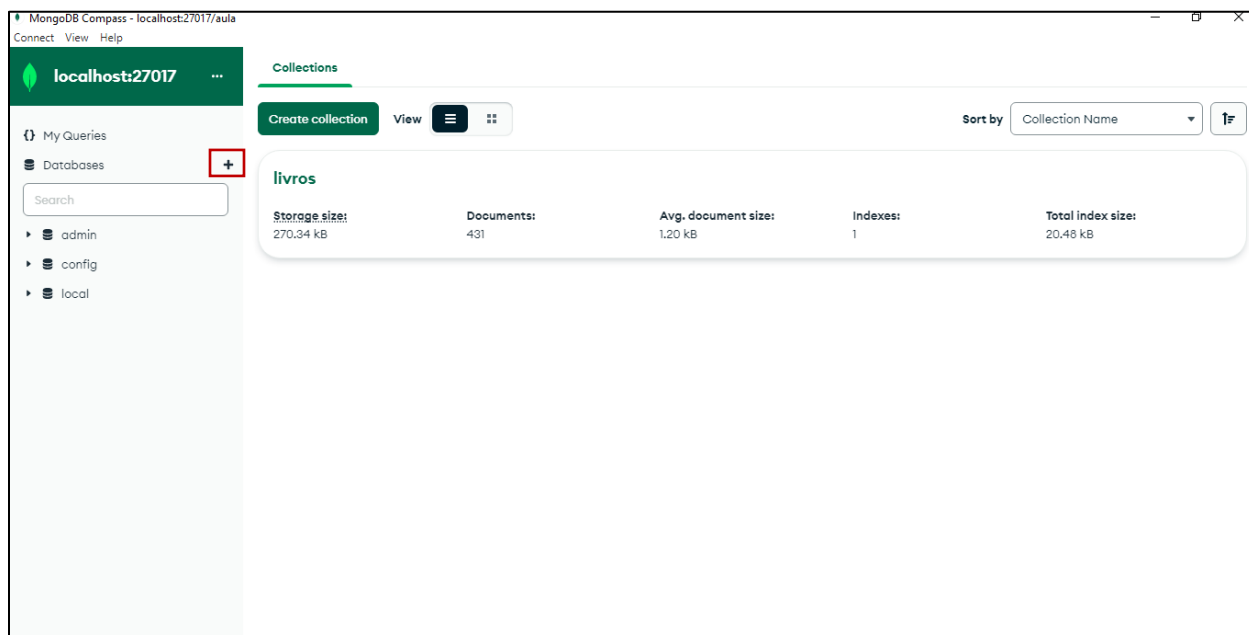 MongoDB Compass - localhost:27017/aula
Connect View Help
localhost:27017 ...
My Queries
Databases +
Search
admin
config
local
Collections
Create collection View Sort by Collection Name
livros
Storage size: Documents: Avg. document size: Indexes: Total index size:
270.34 kB 431 1.20 kB 1 20.48 kB